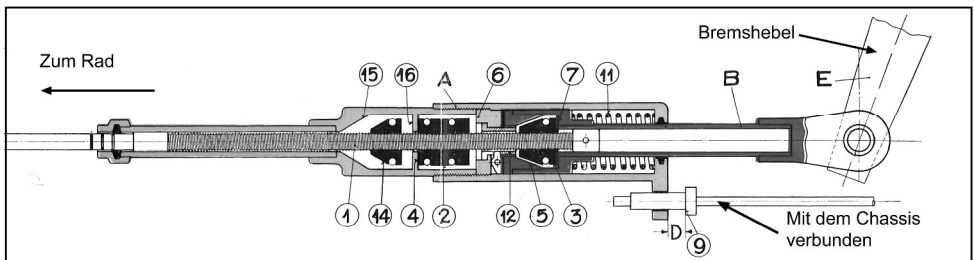 Bremshebel
Zum Rad
15 16 A 6 7 11 B E
1 14 4 2 12 5 3
D 9
Mit dem Chassis
verbunden